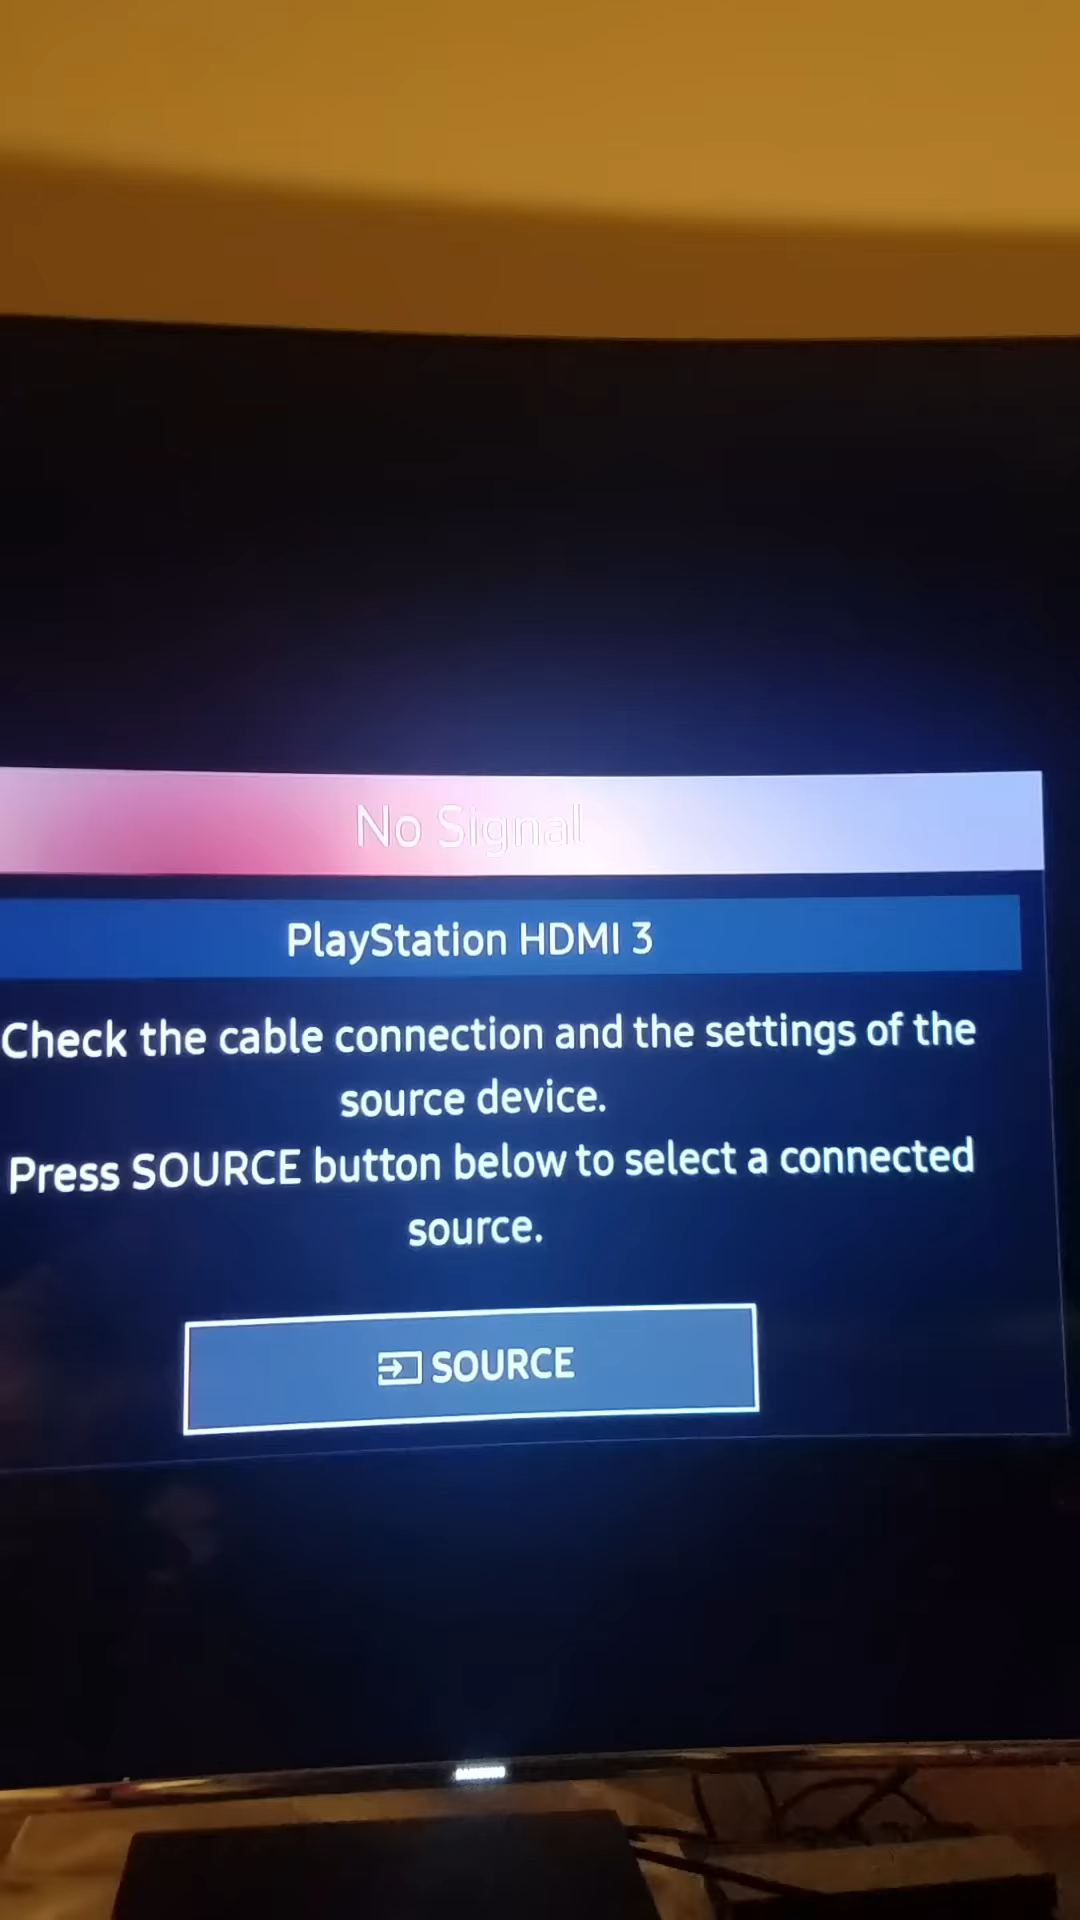 No Signal
PlayStation HDMI 3
Check the cable connection and the settings of the
source device.
Press SOURCE button below to select a connected
source.
SOURCE
SAMSUNG